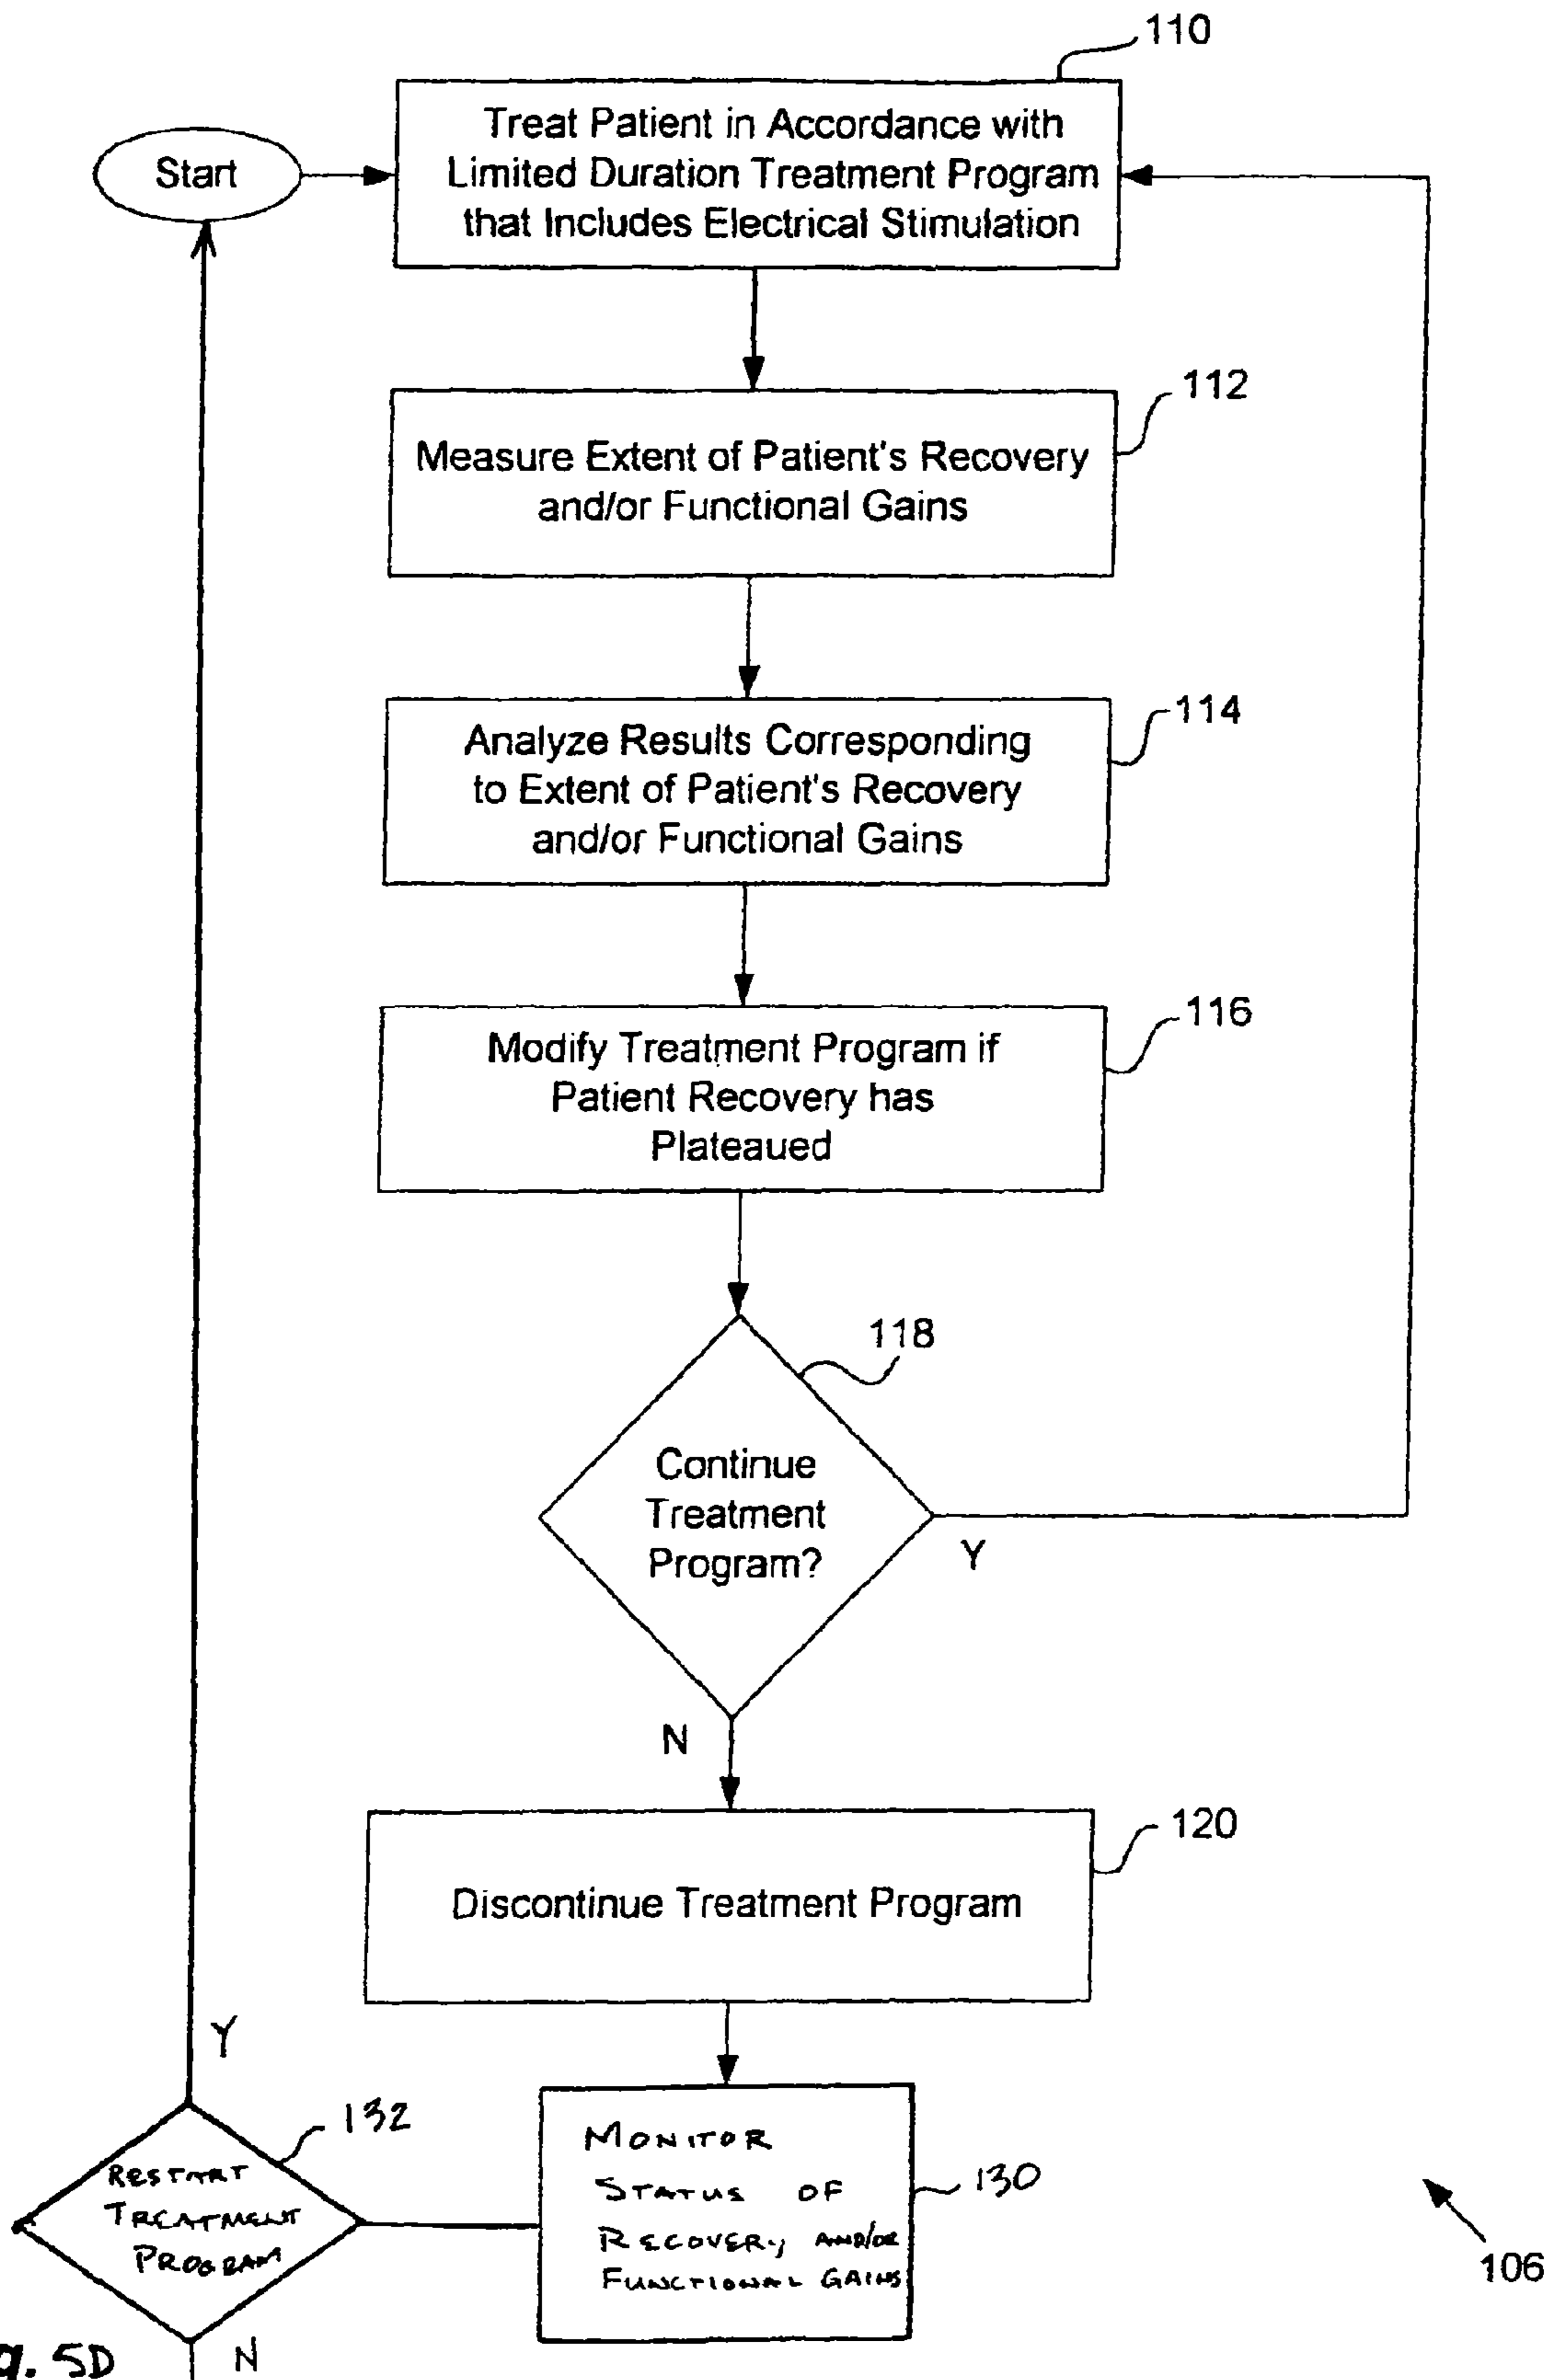 110
Start
Treat Patient in Accordance with
Limited Duration Treatment Program
that Includes Electrical Stimulation
112
Measure Extent of Patient's Recovery
and/or Functional Gains
114
Analyze Results Corresponding
to Extent of Patient's Recovery
and/or Functional Gains
116
Modify Treatment Program if
Patient Recovery has
Plateaued
118
Continue
Treatment
Program?
Y
N
120
Discontinue Treatment Program
Y
132
RESTART
TREATMENT
PROGRAM
N
MONITOR
STATUS OF
RECOVERY AND/OR
FUNCTIONAL GAINS
130
106
g. 5D